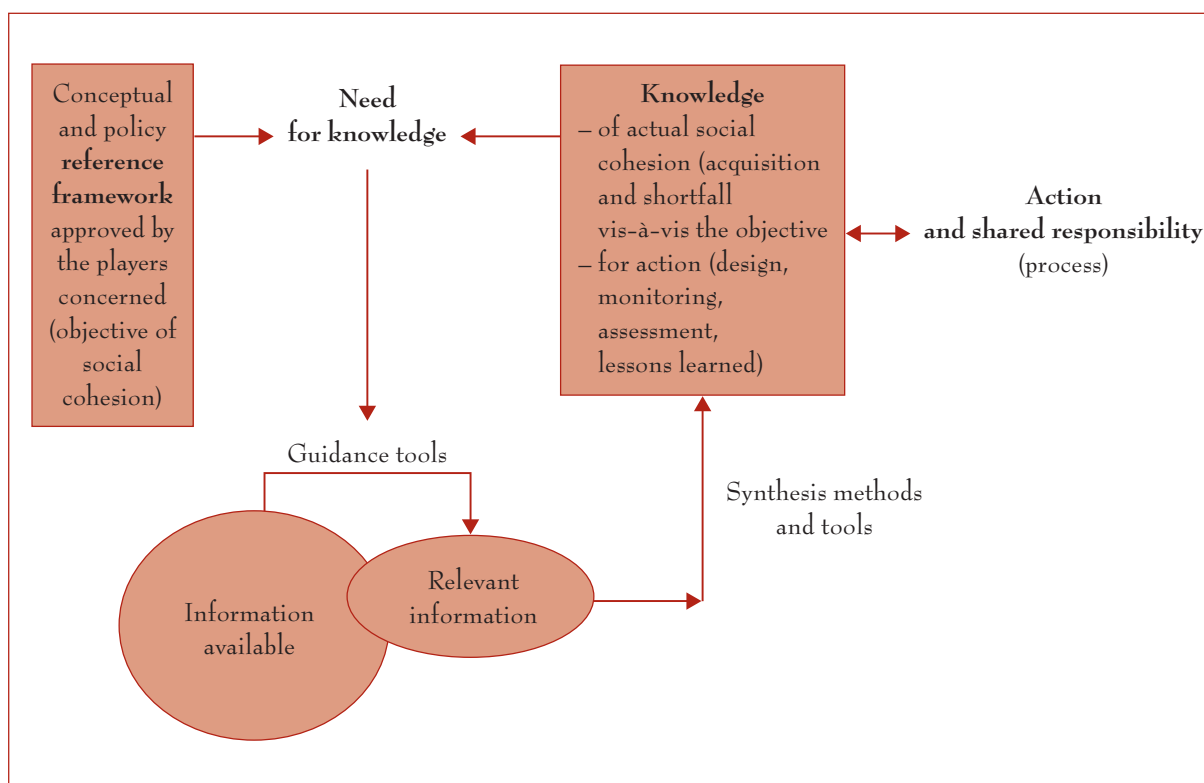 Conceptual
and policy
reference
framework
approved by
the players
concerned
(objective of
social
cohesion)
Need
for knowledge
Knowledge
– of actual social
cohesion (acquisition
and shortfall
vis-à-vis the objective
– for action (design,
monitoring,
assessment,
lessons learned)
Action
and shared responsibility
(process)
Guidance tools
Synthesis methods
and tools
Information
available
Relevant
information